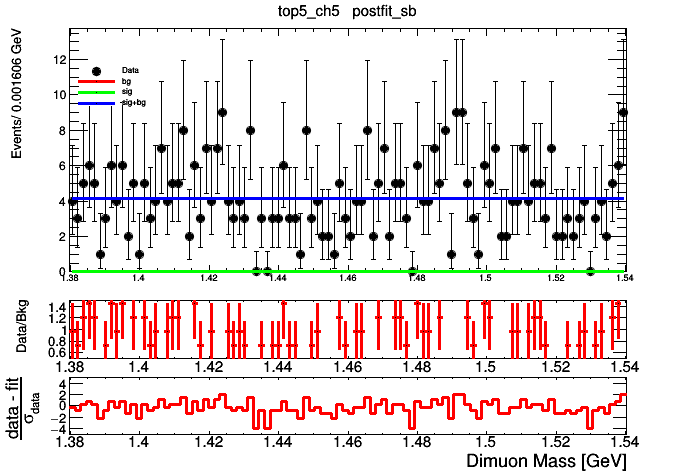 top5_ch5 postfit_sb
Events/ 0.001606 GeV
12
10
8
6
4
2
0
Data
bg
sig
sig+bg
1.38 1.4 1.42 1.44 1.46 1.48 1.5 1.52 1.54
Data/Bkg
1.4
1.2
1
0.8
0.6
1.38 1.4 1.42 1.44 1.46 1.48 1.5 1.52 1.54
data - fit
σdata
4
2
0
−2
−4
1.38 1.4 1.42 1.44 1.46 1.48 1.5 1.52 1.54
Dimuon Mass [GeV]